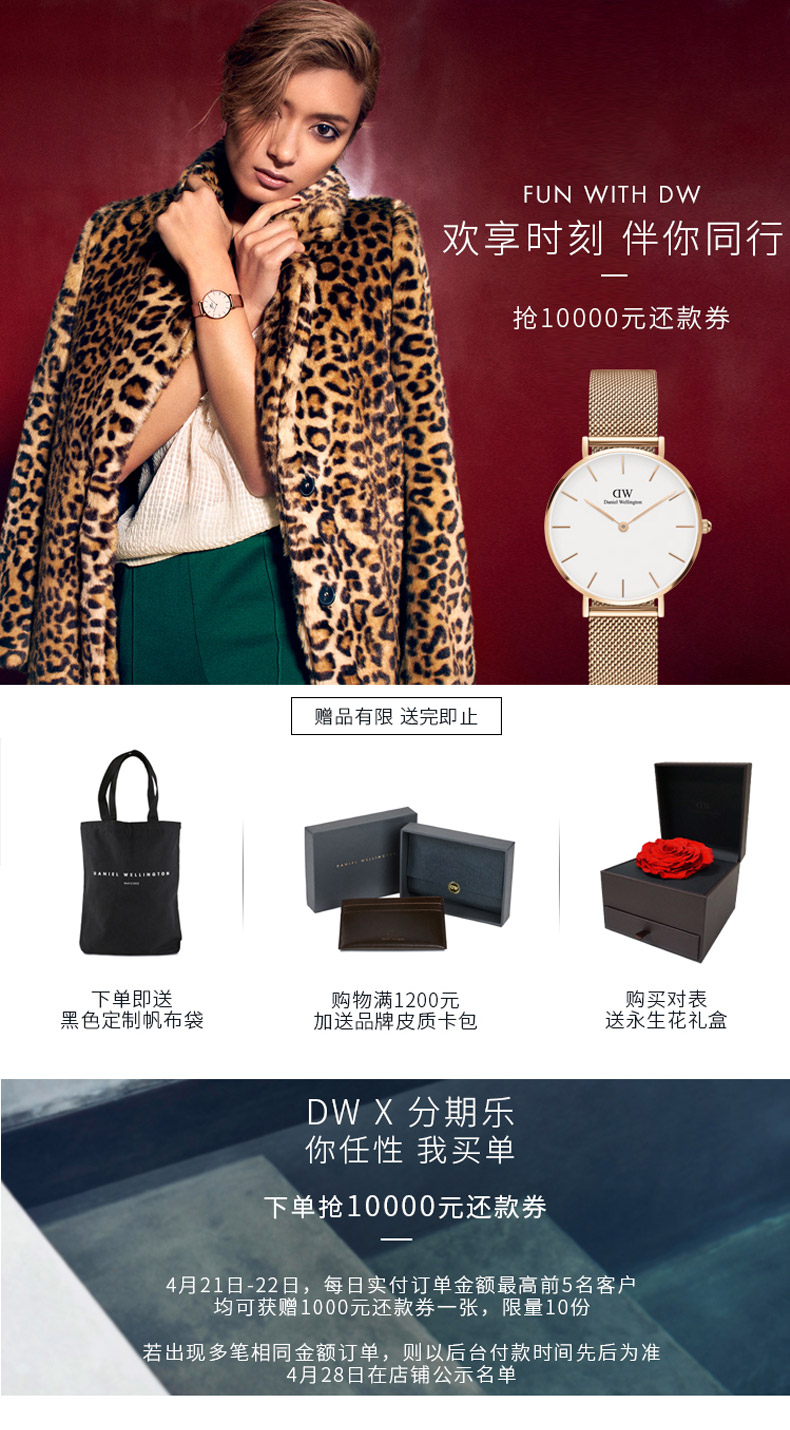 FUN WITH DW
欢享时刻 伴你同行
抢10000元还款券
DW
Daniel Wellington
赠品有限 送完即止
DANIEL WELLINGTON
DANIEL WELLINGTON
DW
下单即送
黑色定制帆布袋
购物满1200元
加送品牌皮质卡包
购买对表
送永生花礼盒
DW X 分期乐
你任性 我买单
下单抢10000元还款券
4月21日-22日，每日实付订单金额最高前5名客户
均可获赠1000元还款券一张，限量10份
若出现多笔相同金额订单，则以后台付款时间先后为准
4月28日在店铺公示名单